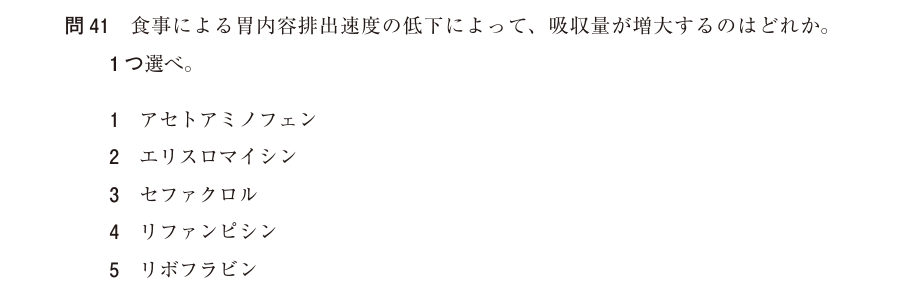 問 41　食事による胃内容排出速度の低下によって、吸収量が増大するのはどれか。
1 つ選べ。
1　アセトアミノフェン
2　エリスロマイシン
3　セファクロル
4　リファンピシン
5　リボフラビン